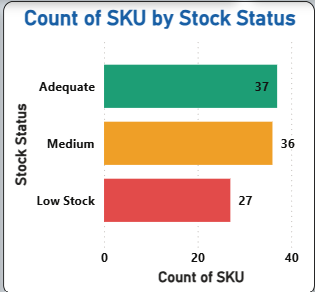 Count of SKU by Stock Status
Stock Status
Adequate 37
Medium 36
Low Stock 27
0 20 40
Count of SKU